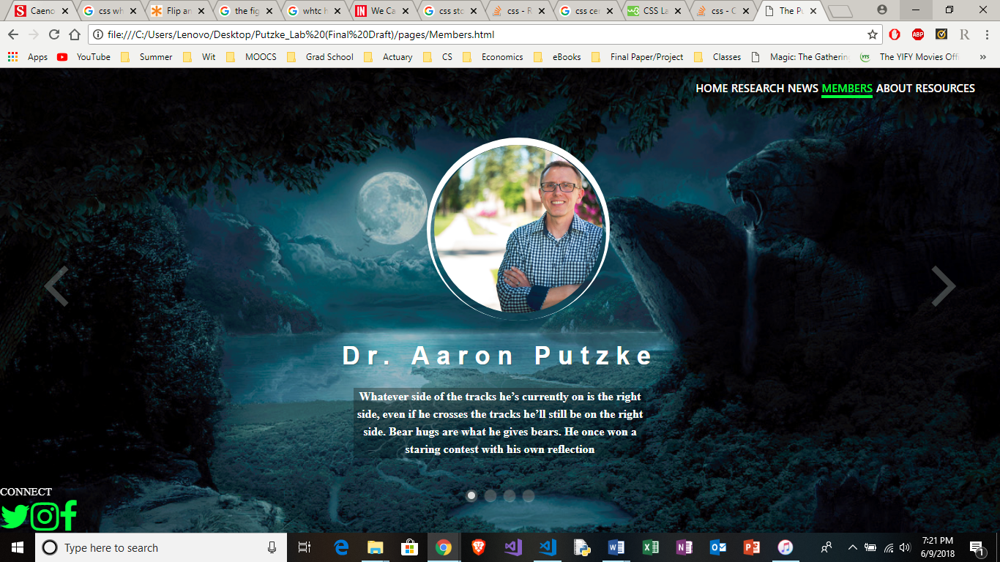 Caeno
css wh
Flip an
the fig
whtc h
We Ca
css sto
css - R
css cer
CSS La
css - C
The Pu
file:///C:/Users/Lenovo/Desktop/Putzke_Lab%20(Final%20Draft)/pages/Members.html
Apps YouTube Summer Wit MOOCS Grad School Actuary CS Economics eBooks Final Paper/Project Classes Magic: The Gatherin The YIFY Movies Offi »
HOME RESEARCH NEWS MEMBERS ABOUT RESOURCES
Dr. Aaron Putzke
Whatever side of the tracks he’s currently on is the right
side, even if he crosses the tracks he’ll still be on the right
side. Bear hugs are what he gives bears. He once won a
staring contest with his own reflection
CONNECT
Type here to search
7:21 PM
6/9/2018
1